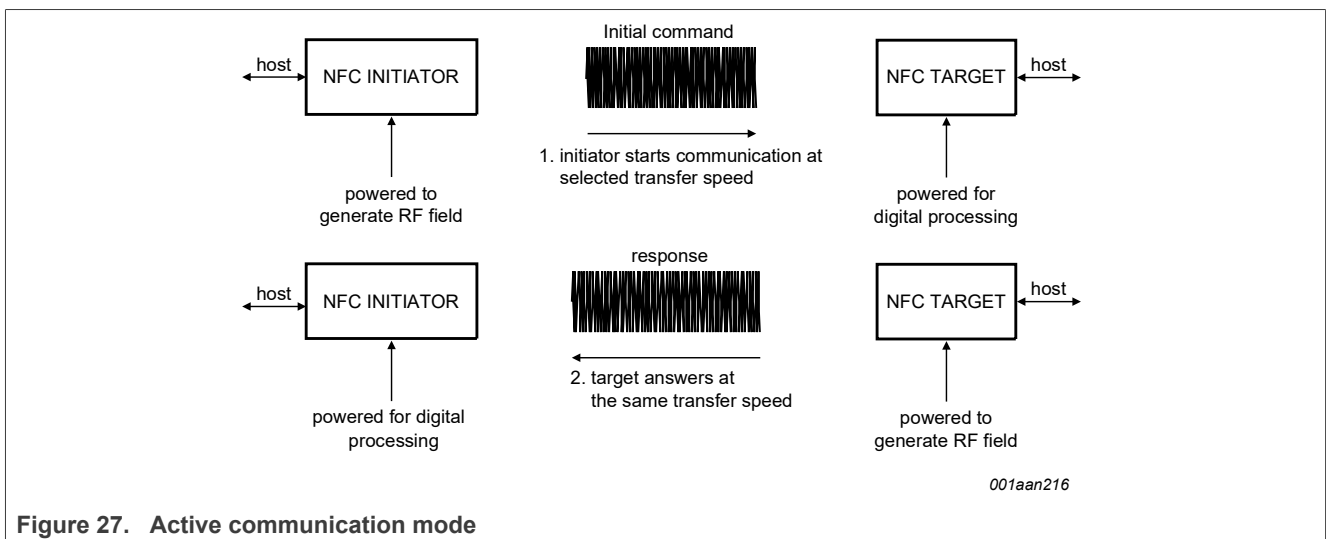 Initial command
host
NFC INITIATOR
NFC TARGET
host
1. initiator starts communication at
selected transfer speed
powered to
generate RF field
powered for
digital processing
response
host
NFC INITIATOR
NFC TARGET
host
2. target answers at
the same transfer speed
powered for digital
processing
powered to
generate RF field
001aan216
Figure 27. Active communication mode